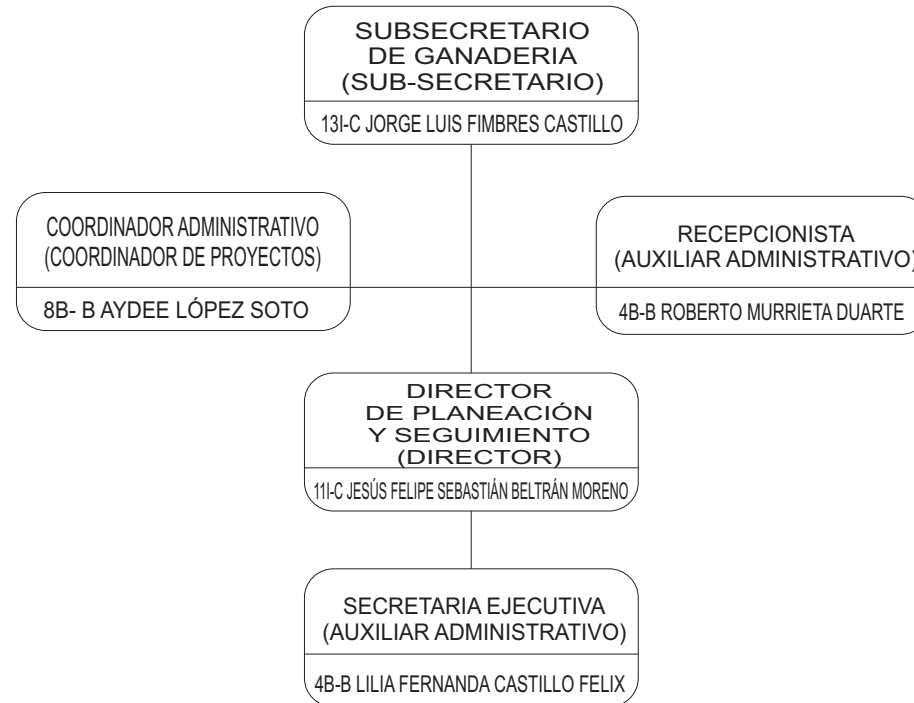 SUBSECRETARIO
DE GANADERIA
(SUB-SECRETARIO)
13I-C JORGE LUIS FIMBRES CASTILLO
COORDINADOR ADMINISTRATIVO
(COORDINADOR DE PROYECTOS)
8B- B AYDEE LÓPEZ SOTO
RECEPCIONISTA
(AUXILIAR ADMINISTRATIVO)
4B-B ROBERTO MURRIETA DUARTE
DIRECTOR
DE PLANEACIÓN
Y SEGUIMIENTO
(DIRECTOR)
11I-C JESÚS FELIPE SEBASTIÁN BELTRÁN MORENO
SECRETARIA EJECUTIVA
(AUXILIAR ADMINISTRATIVO)
4B-B LILIA FERNANDA CASTILLO FELIX